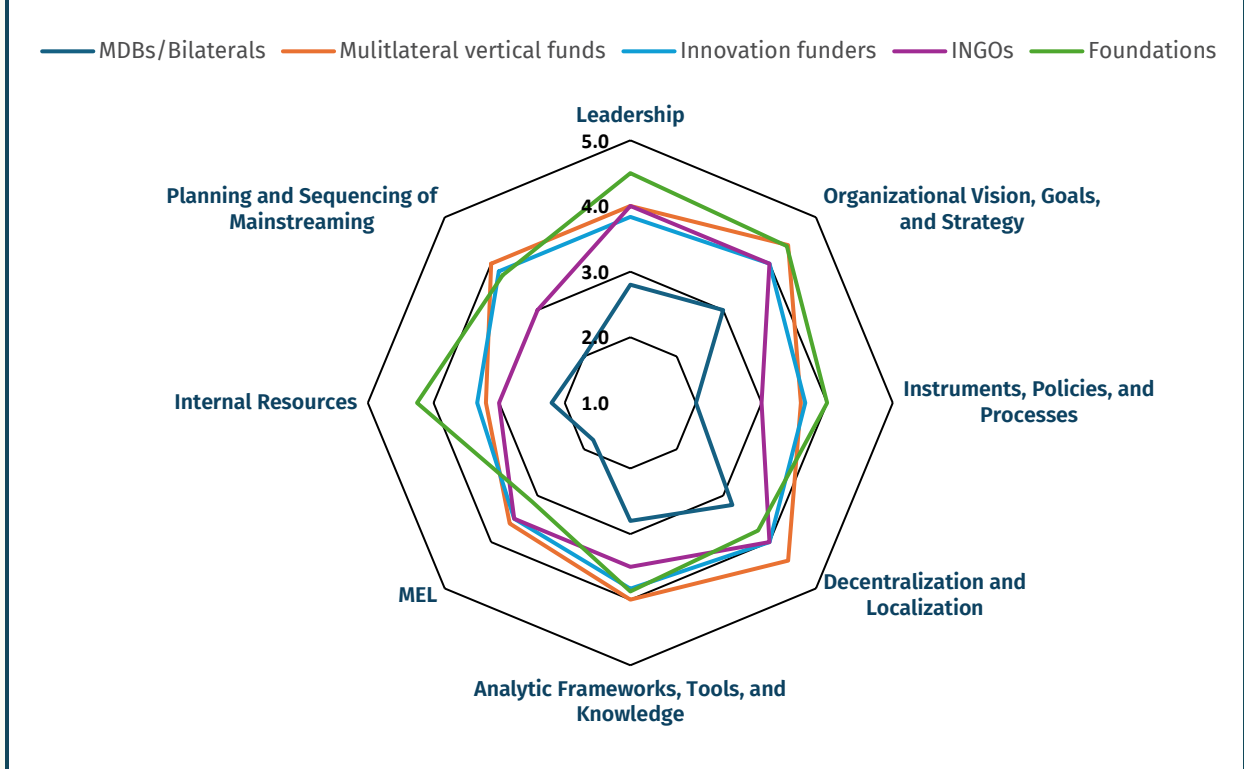 MDBs/Bilaterals Mulitlateral vertical funds Innovation funders INGOs Foundations
Leadership
5.0
Planning and Sequencing of
Mainstreaming
Organizational Vision, Goals,
and Strategy
4.0
3.0
2.0
Internal Resources
1.0
Instruments, Policies, and
Processes
MEL
Decentralization and
Localization
Analytic Frameworks, Tools, and
Knowledge